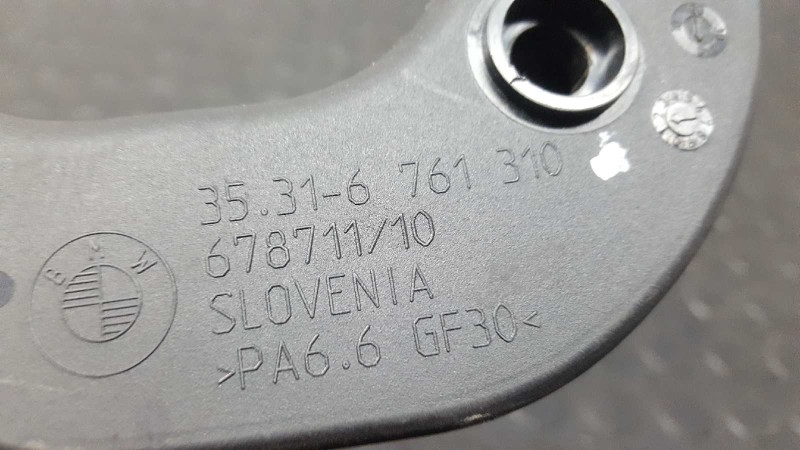 35.31-6 761 310
678711/10
SLOVENIA
>PA6.6 GF30<
BMW